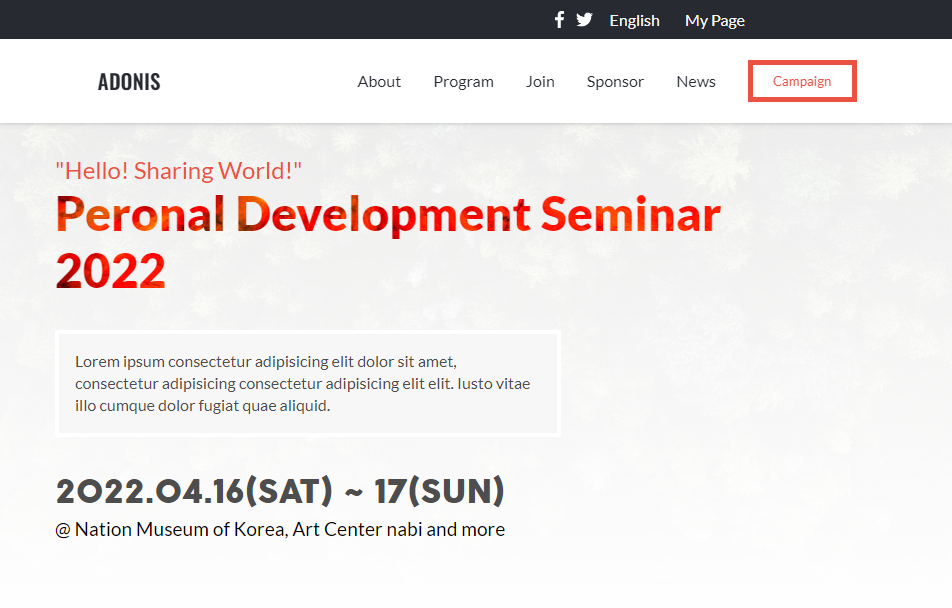 English My Page
ADONIS About Program Join Sponsor News Campaign
"Hello! Sharing World!"
Peronal Development Seminar
2022
Lorem ipsum consectetur adipisicing elit dolor sit amet,
consectetur adipisicing consectetur adipisicing elit elit. Iusto vitae
illo cumque dolor fugiat quae aliquid.
2022.04.16(SAT) ~ 17(SUN)
@ Nation Museum of Korea, Art Center nabi and more